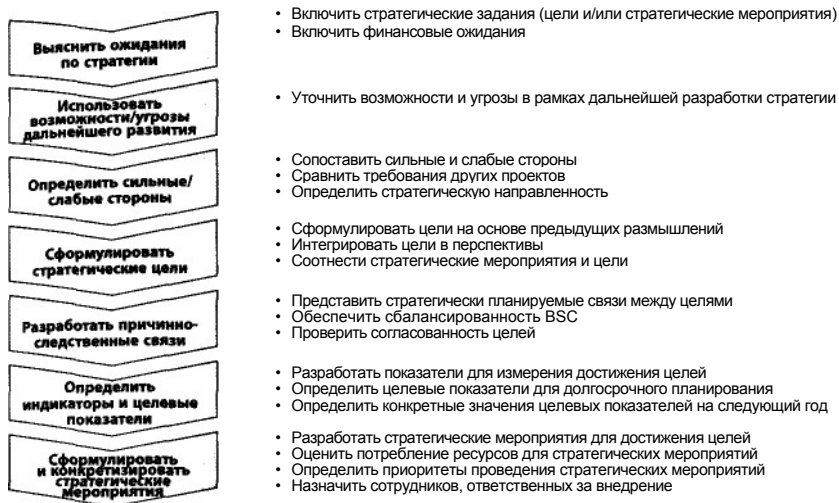 Выяснить ожидания
по стратегии
• Включить стратегические задания (цели и/или стратегические мероприятия)
• Включить финансовые ожидания
Использовать
возможности/угрозы
дальнейшего развития
• Уточнить возможности и угрозы в рамках дальнейшей разработки стратегии
Определить сильные/
слабые стороны
• Сопоставить сильные и слабые стороны
• Сравнить требования других проектов
• Определить стратегическую направленность
Сформулировать
стратегические цели
• Сформулировать цели на основе предыдущих размышлений
• Интегрировать цели в перспективы
• Соотнести стратегические мероприятия и цели
Разработать причинно-
следственные связи
• Представить стратегически планируемые связи между целями
• Обеспечить сбалансированность BSC
• Проверить согласованность целей
Определить
индикаторы и целевые
показатели
• Разработать показатели для измерения достижения целей
• Определить целевые показатели для долгосрочного планирования
• Определить конкретные значения целевых показателей на следующий год
Сформулировать
и конкретизировать
стратегические
мероприятия
• Разработать стратегические мероприятия для достижения целей
• Оценить потребление ресурсов для стратегических мероприятий
• Определить приоритеты проведения стратегических мероприятий
• Назначить сотрудников, ответственных за внедрение